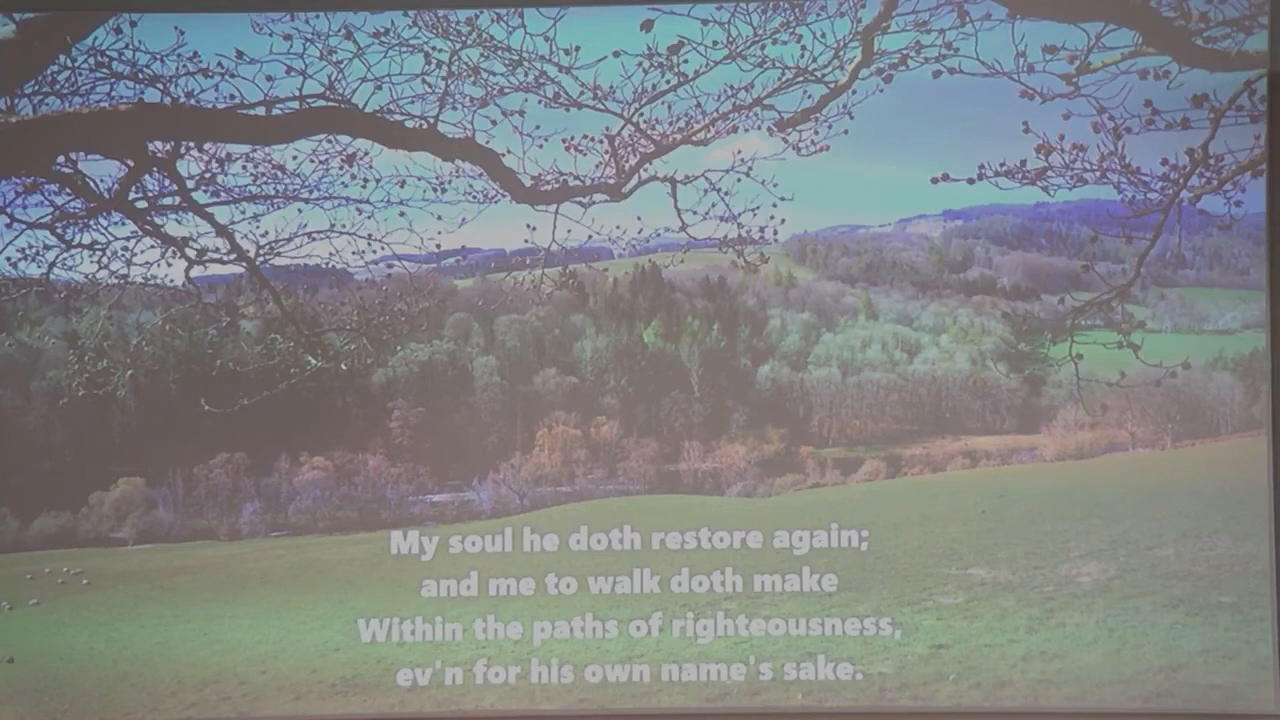 My soul he doth restore again;
and me to walk doth make
Within the paths of righteousness,
ev'n for his own name's sake.